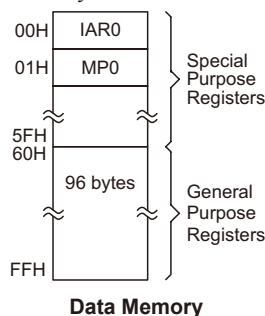 00H IAR0
01H MP0
Special
Purpose
Registers
5FH
60H
96 bytes
General
Purpose
Registers
FFH
Data Memory